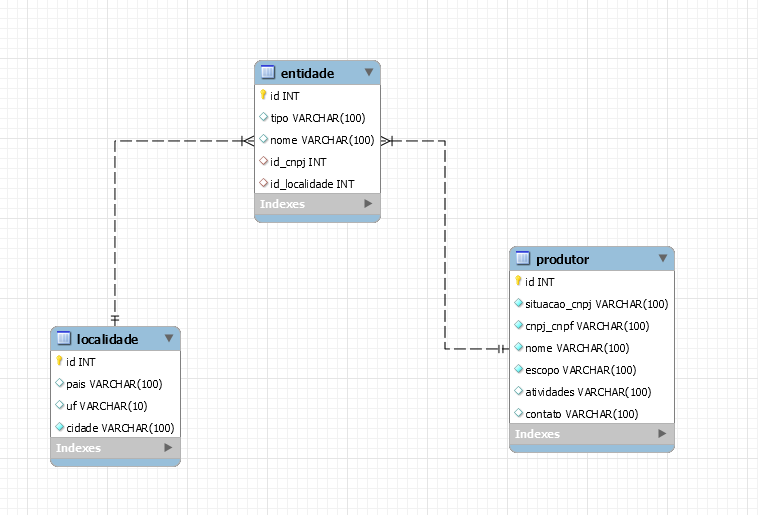 entidade
id INT
tipo VARCHAR(100)
nome VARCHAR(100)
id_cnpj INT
id_localidade INT
Indexes
produtor
id INT
situacao_cnpj VARCHAR(100)
cnpj_cnpf VARCHAR(100)
nome VARCHAR(100)
escopo VARCHAR(100)
atividades VARCHAR(100)
contato VARCHAR(100)
Indexes
localidade
id INT
pais VARCHAR(100)
uf VARCHAR(10)
cidade VARCHAR(100)
Indexes